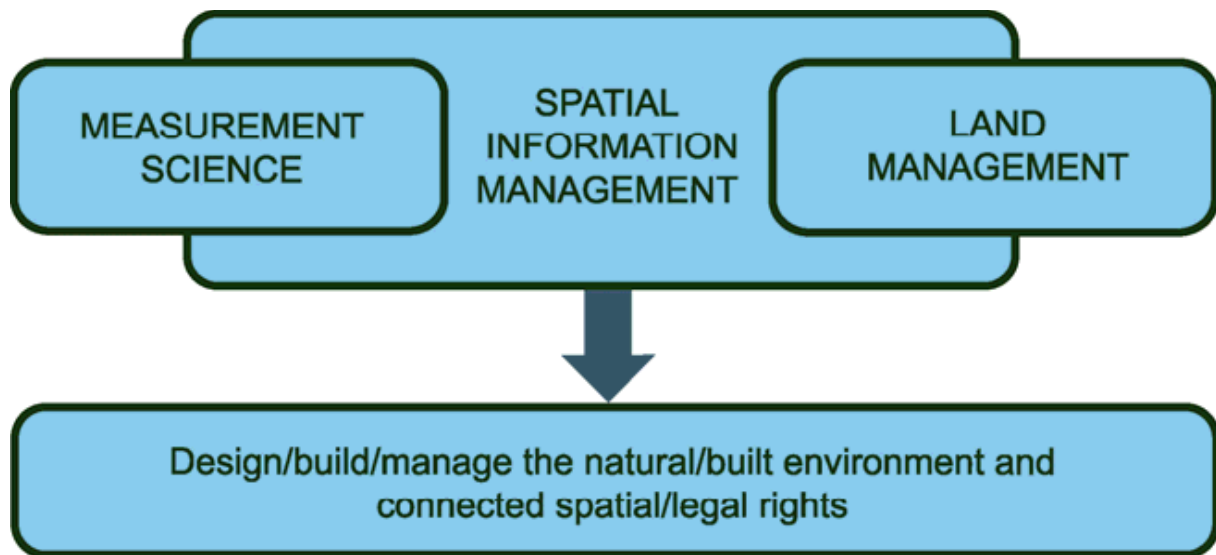 MEASUREMENT
SCIENCE
SPATIAL
INFORMATION
MANAGEMENT
LAND
MANAGEMENT
Design/build/manage the natural/built environment and
connected spatial/legal rights